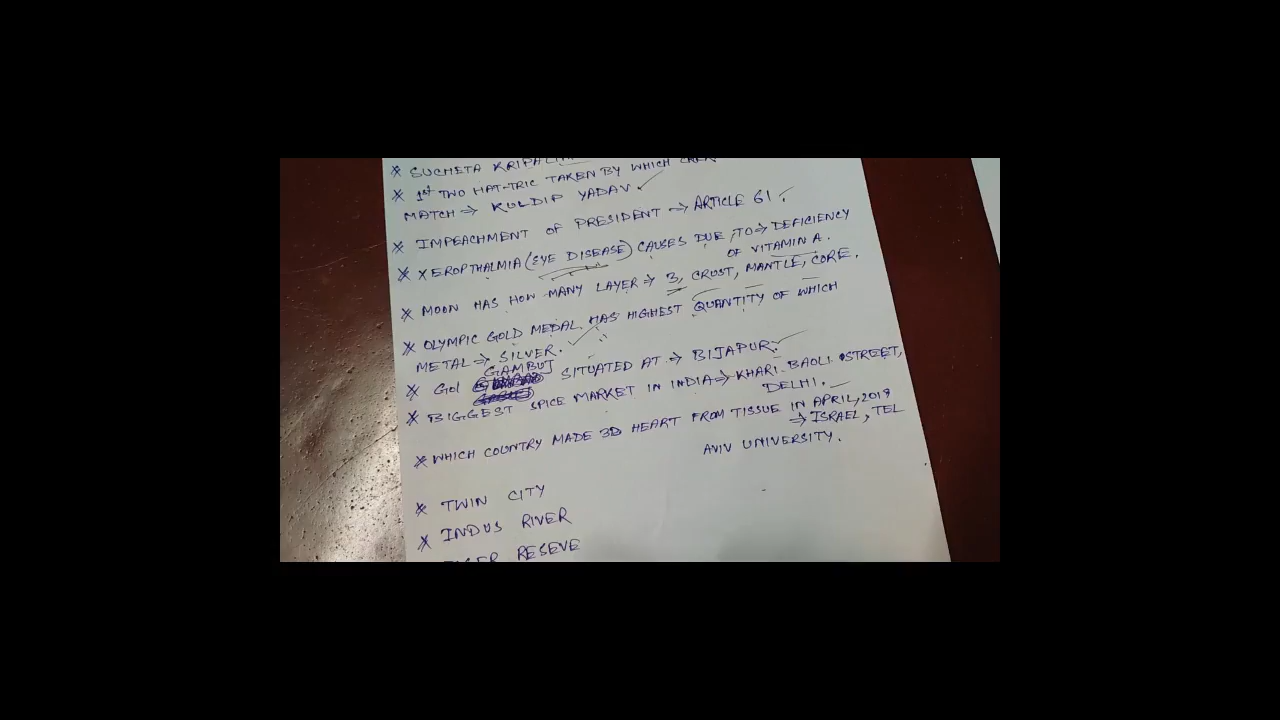 * SUCHETA
* 1st TWO HAT-TRIC TAKEN BY WHICH
MATCH → KULDIP YADAV
* IMPEACHMENT OF PRESIDENT → ARTICLE 61.
* XEROPTHALMIA (EYE DISEASE) CAUSES DUE TO → DEFICIENCY
OF VITAMIN A.
* MOON HAS HOW MANY LAYER → 3, CRUST, MANTLE, CORE.
* OLYMPIC GOLD MEDAL HAS HIGHEST QUANTITY OF WHICH
METAL → SILVER.
* GOl GAMBUJ SITUATED AT → BIJAPUR.
* BIGGEST SPICE MARKET IN INDIA → KHARI BAOLI STREET,
DELHI.
* WHICH COUNTRY MADE 3D HEART FROM TISSUE IN APRIL, 2019
→ ISRAEL, TEL
AVIV UNIVERSITY.
* TWIN CITY
* INDUS RIVER
RESEVE